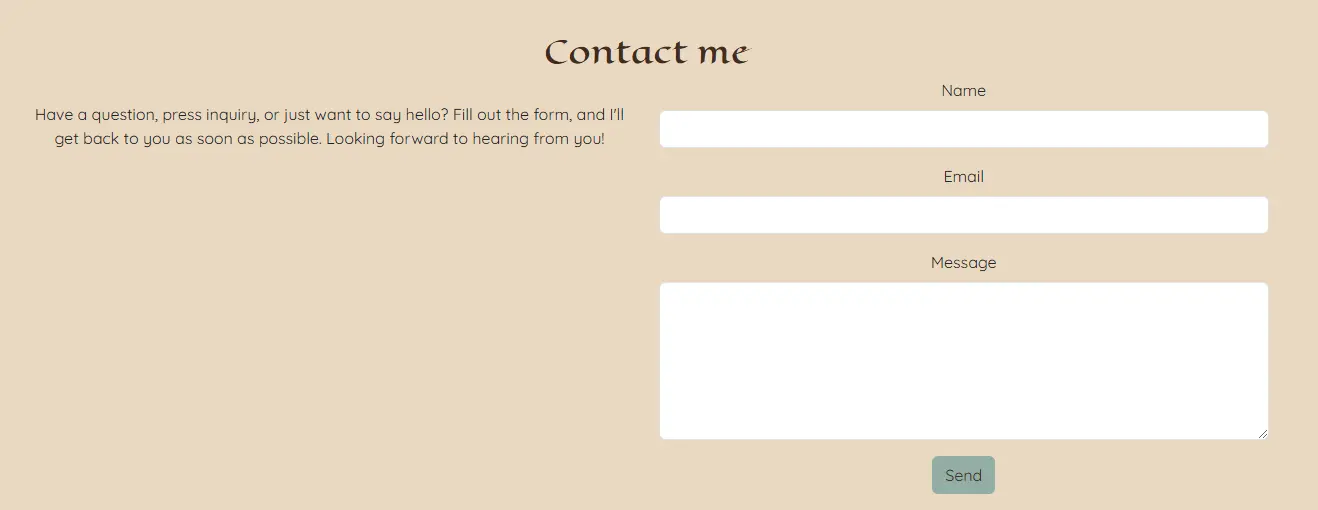 Contact me
Have a question, press inquiry, or just want to say hello? Fill out the form, and I'll
get back to you as soon as possible. Looking forward to hearing from you!
Name
Email
Message
Send